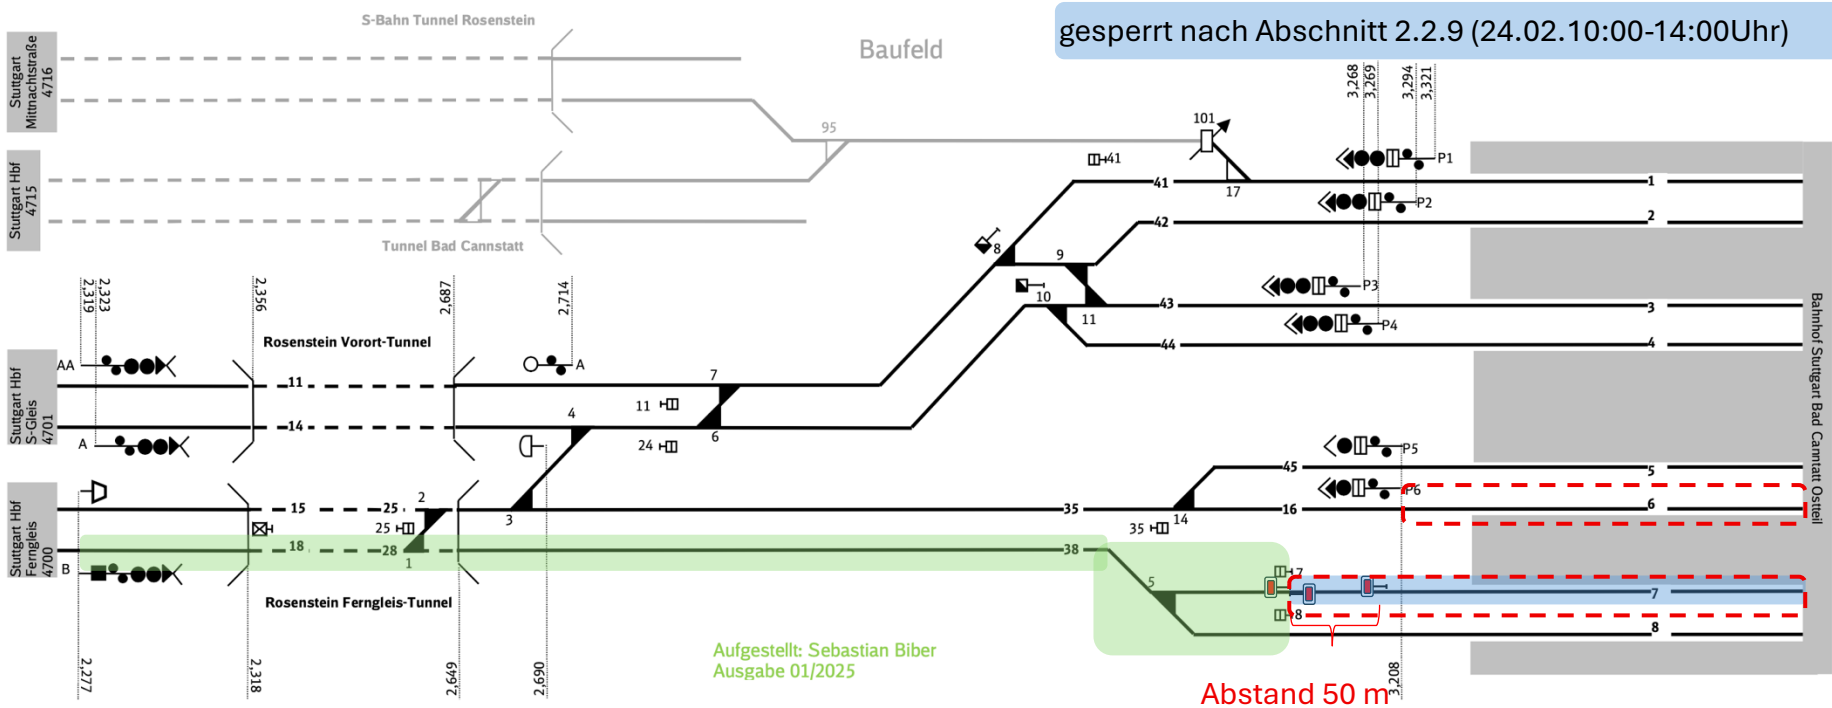 S-Bahn Tunnel Rosenstein
Baufeld
gesperrt nach Abschnitt 2.2.9 (24.02.10:00-14:00Uhr)
Stuttgart
Mittnachtstraße
4716
95
101
3,268
3,269
3,294
3,321
41
P1
Stuttgart Hbf
4715
41
17
1
P2
42
2
Tunnel Bad Cannstatt
8
9
2,319
2,323
2,356
2,687
2,714
10
P3
43
3
11
P4
44
4
Rosenstein Vorort-Tunnel
AA
A
Stuttgart Hbf
S-Gleis
4701
11
7
11
14
4
6
A
24
P5
45
5
P6
Stuttgart Hbf
Ferngleis
4700
15
25
2
3
35
14
16
6
25
35
18
28
1
38
B
5
7
7
8
8
Rosenstein Ferngleis-Tunnel
Bahnhof Stuttgart Bad Canntatt Ostteil
2,277
2,318
2,649
2,690
3,208
Aufgestellt: Sebastian Biber
Ausgabe 01/2025
Abstand 50 m